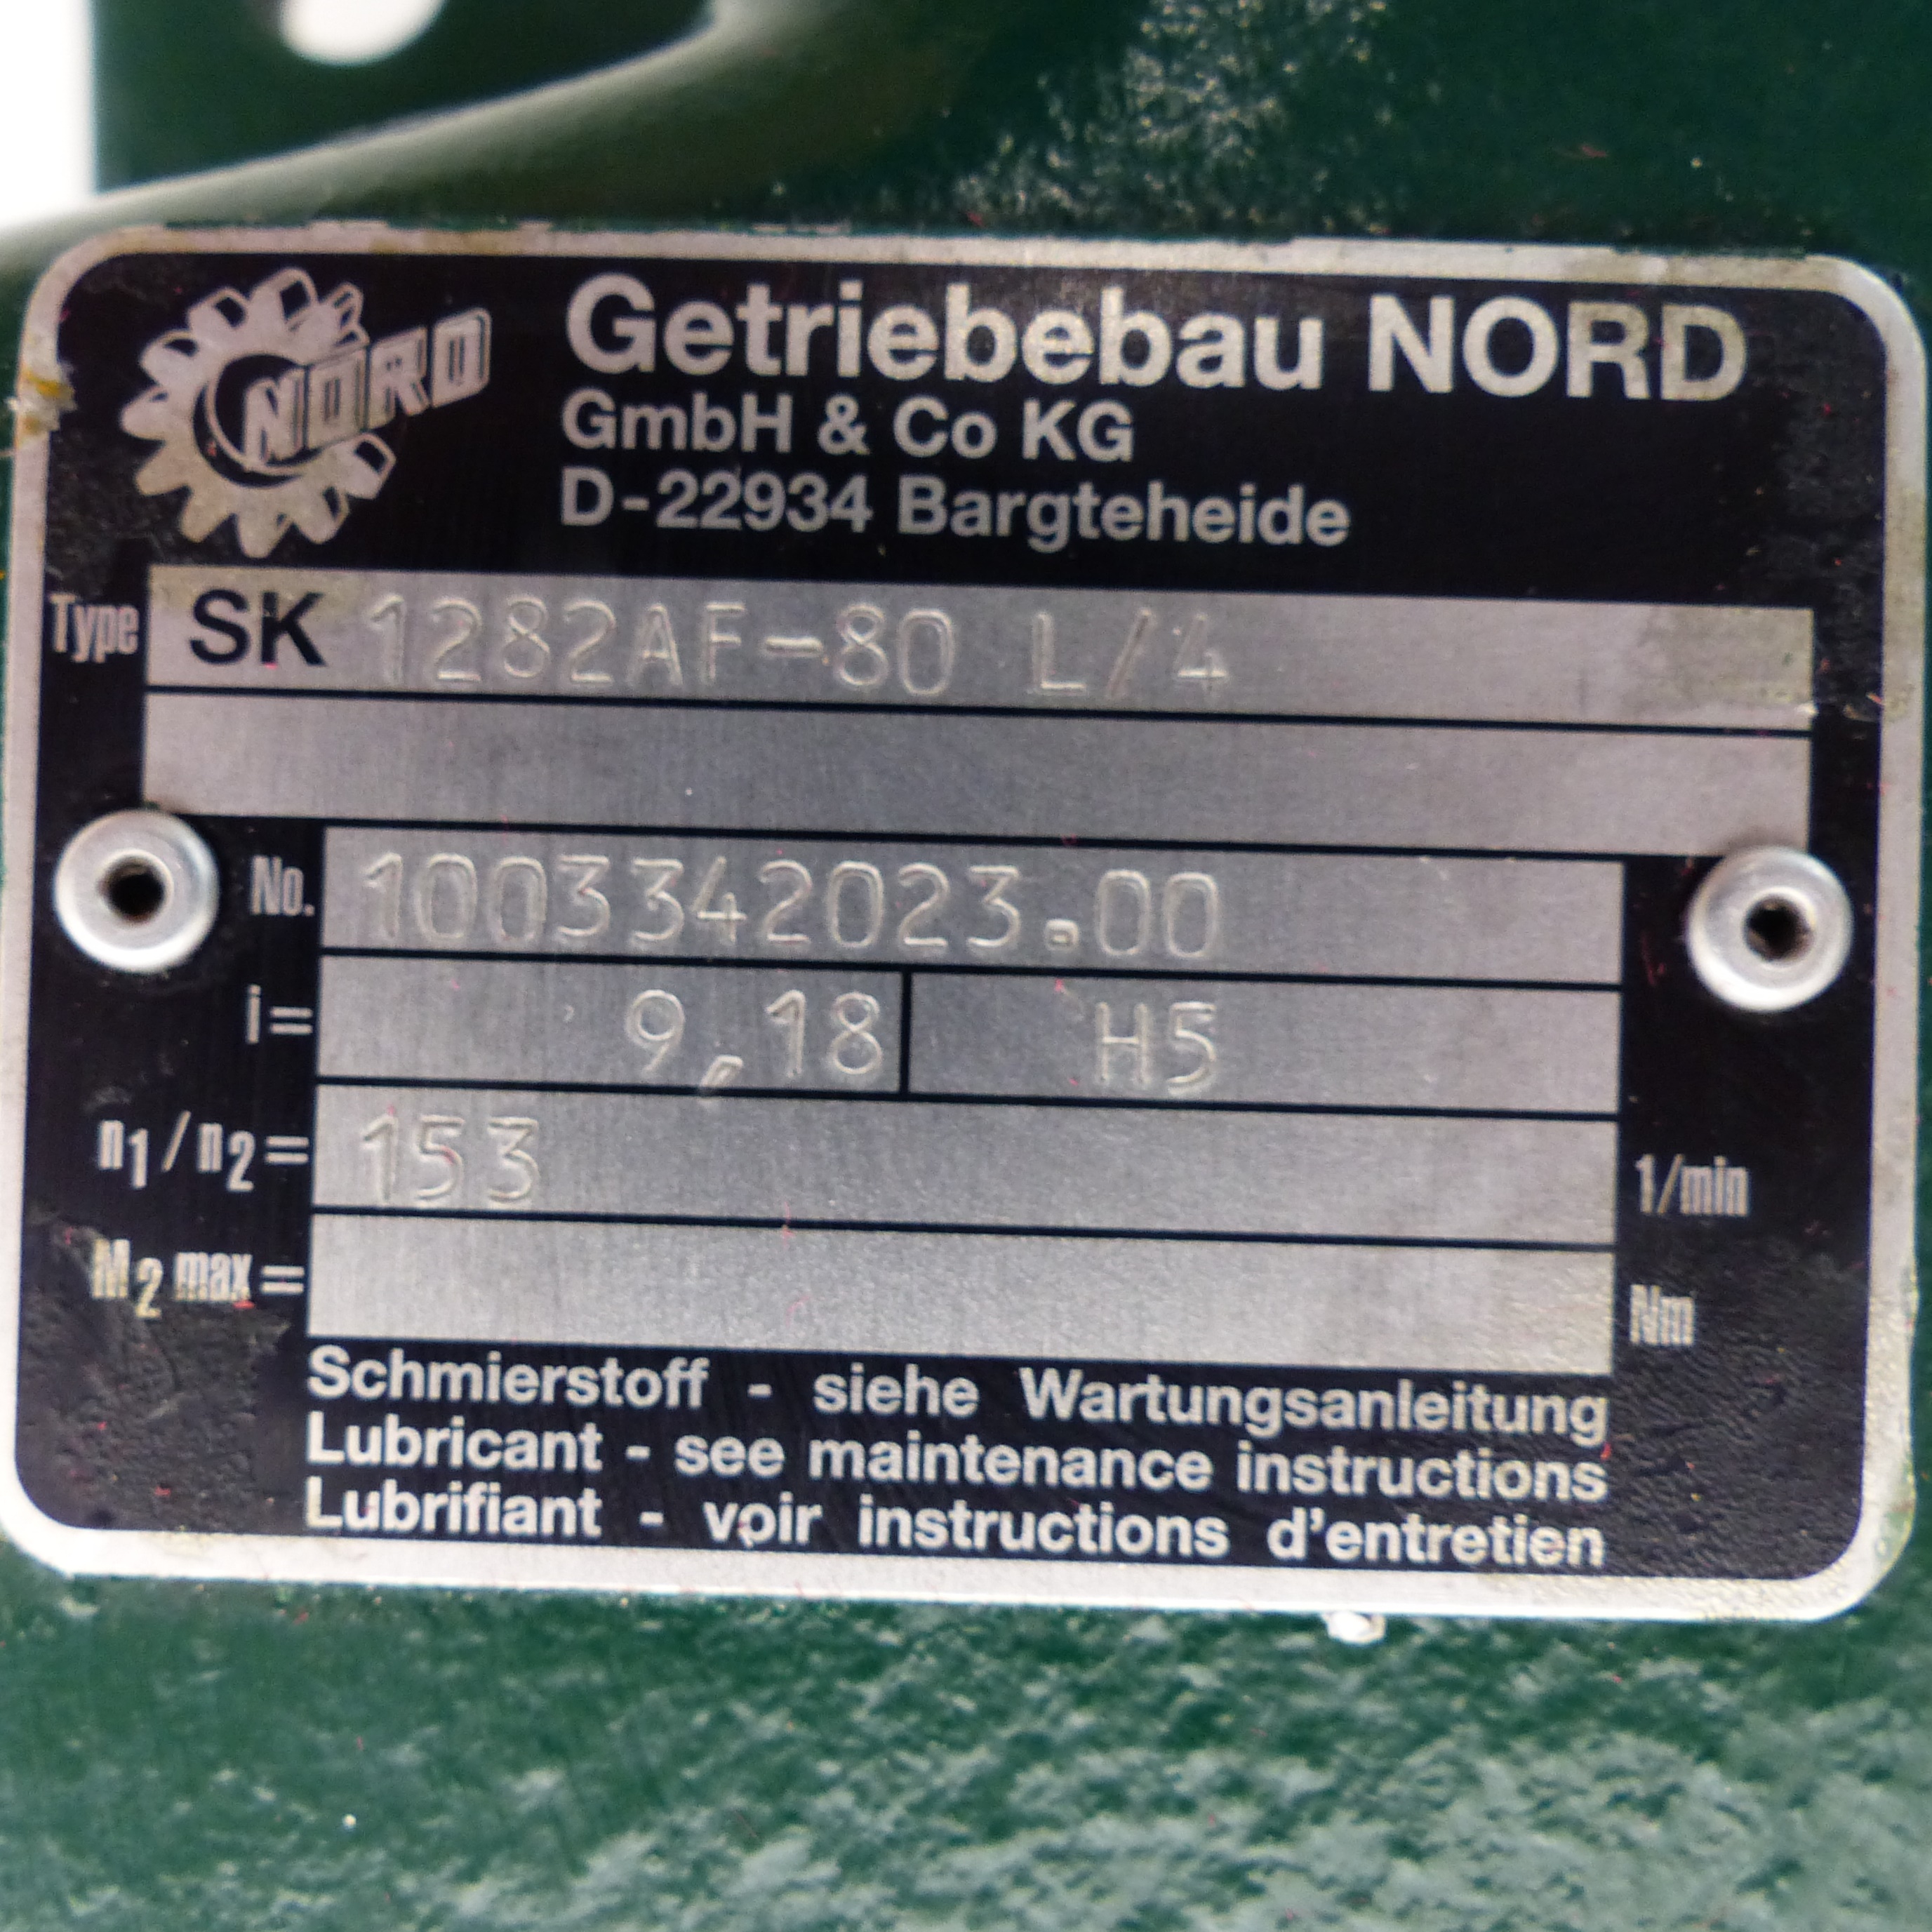 NORD
Getriebebau NORD
GmbH & Co KG
D-22934 Bargteheide
Type SK 1282AF-80 L/4
No. 1003342023.00
i= 9,18 H5
n1/n2= 153 1/min
M2 max= Nm
Schmierstoff - siehe Wartungsanleitung
Lubricant - see maintenance instructions
Lubrifiant - voir instructions d'entretien